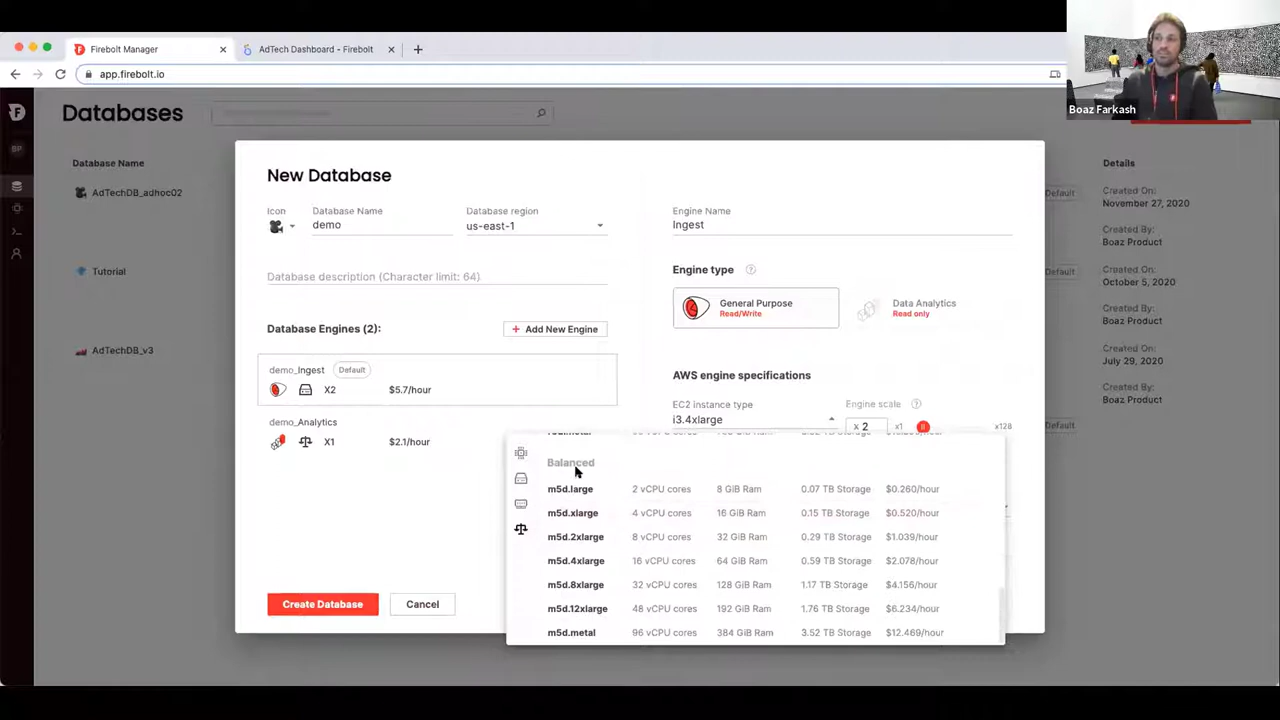 Firebolt Manager
AdTech Dashboard - Firebolt
app.firebolt.io
Boaz Farkash
Databases
BP
Database Name
AdTechDB_adhoc02
Tutorial
AdTechDB_v3
New Database
Icon
Database Name
demo
Database region
us-east-1
Database description (Character limit: 64)
Database Engines (2):
+ Add New Engine
demo_Ingest
Default
X2
$5.7/hour
demo_Analytics
X1
$2.1/hour
Create Database
Cancel
Engine Name
Ingest
Engine type ?
General Purpose
Read/Write
Data Analytics
Read only
AWS engine specifications
EC2 instance type
i3.4xlarge
Engine scale ?
x 2
x1
x128
Balanced
m5d.large 2 vCPU cores 8 GiB Ram 0.07 TB Storage $0.260/hour
m5d.xlarge 4 vCPU cores 16 GiB Ram 0.15 TB Storage $0.520/hour
m5d.2xlarge 8 vCPU cores 32 GiB Ram 0.29 TB Storage $1.039/hour
m5d.4xlarge 16 vCPU cores 64 GiB Ram 0.59 TB Storage $2.078/hour
m5d.8xlarge 32 vCPU cores 128 GiB Ram 1.17 TB Storage $4.156/hour
m5d.12xlarge 48 vCPU cores 192 GiB Ram 1.76 TB Storage $6.234/hour
m5d.metal 96 vCPU cores 384 GiB Ram 3.52 TB Storage $12.469/hour
Details
Default
Created On:
November 27, 2020
Created By:
Boaz Product
Default
Created On:
October 5, 2020
Created By:
Boaz Product
Created On:
July 29, 2020
Created By:
Boaz Product
Default